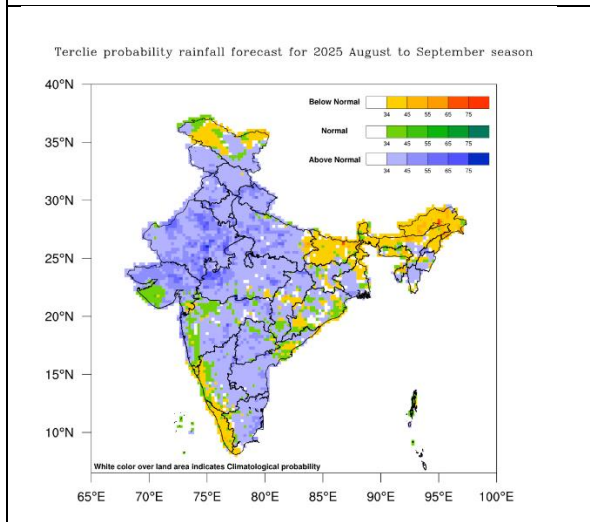 Terclie probability rainfall forecast for 2025 August to September season
40°N
35°N
30°N
25°N
20°N
15°N
10°N
Below Normal
34 45 55 65 75
Normal
34 45 55 65 75
Above Normal
34 45 55 65 75
White color over land area indicates Climatological probability
65°E 70°E 75°E 80°E 85°E 90°E 95°E 100°E